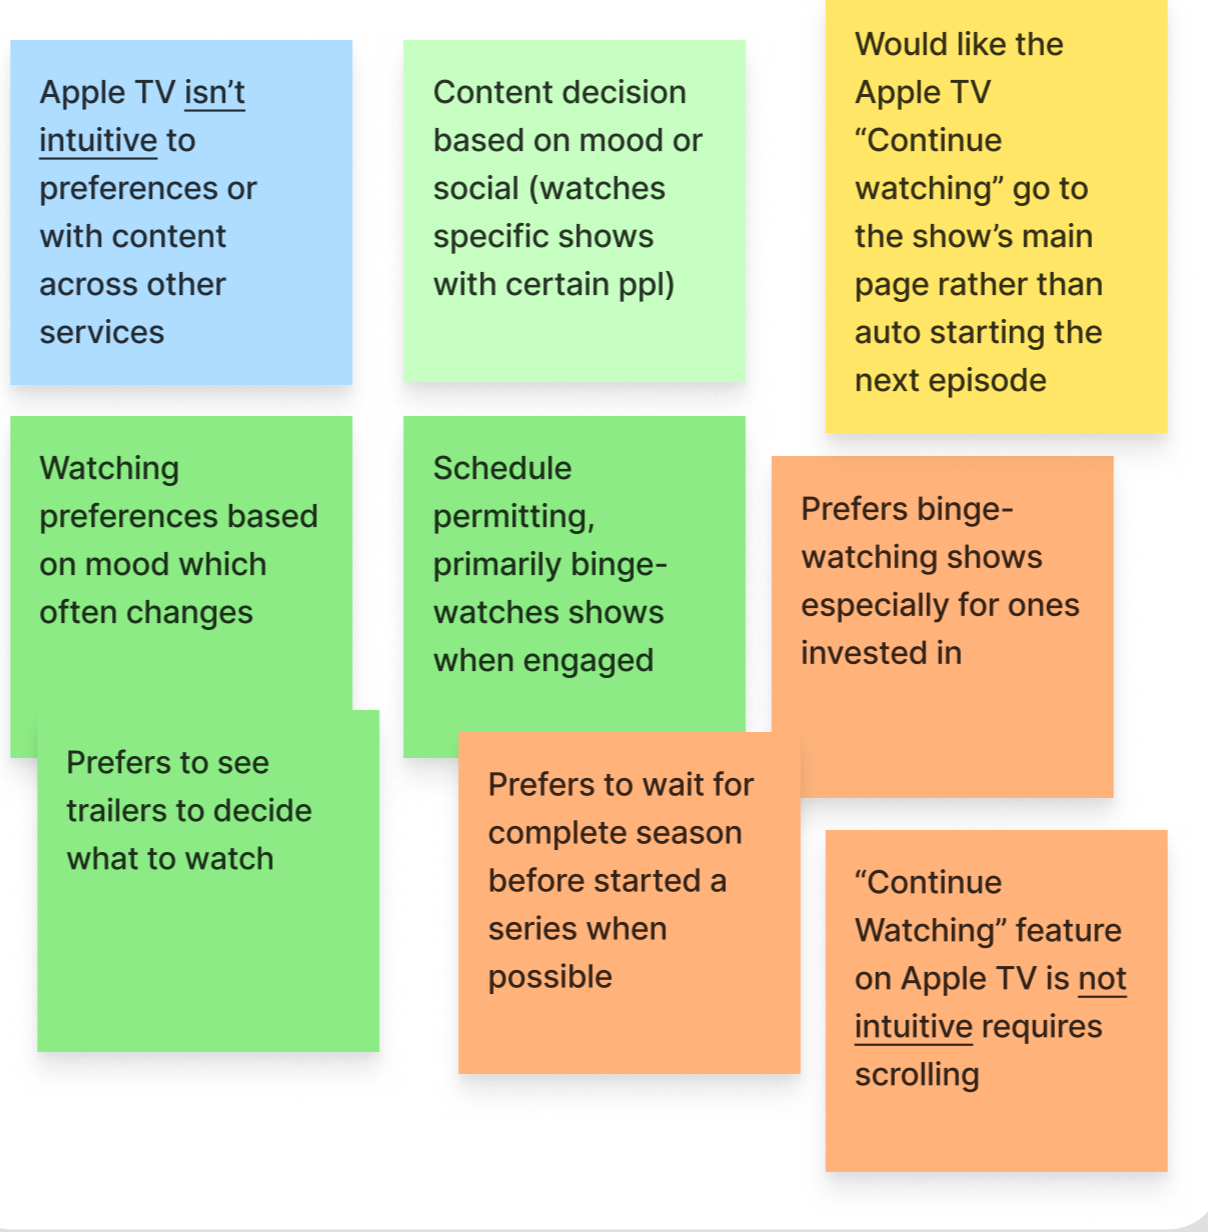 Apple TV isn’t
intuitive to
preferences or
with content
across other
services
Content decision
based on mood or
social (watches
specific shows
with certain ppl)
Would like the
Apple TV
“Continue
watching” go to
the show’s main
page rather than
auto starting the
next episode
Watching
preferences based
on mood which
often changes
Schedule
permitting,
primarily binge-
watches shows
when engaged
Prefers binge-
watching shows
especially for ones
invested in
Prefers to see
trailers to decide
what to watch
Prefers to wait for
complete season
before started a
series when
possible
“Continue
Watching” feature
on Apple TV is not
intuitive requires
scrolling